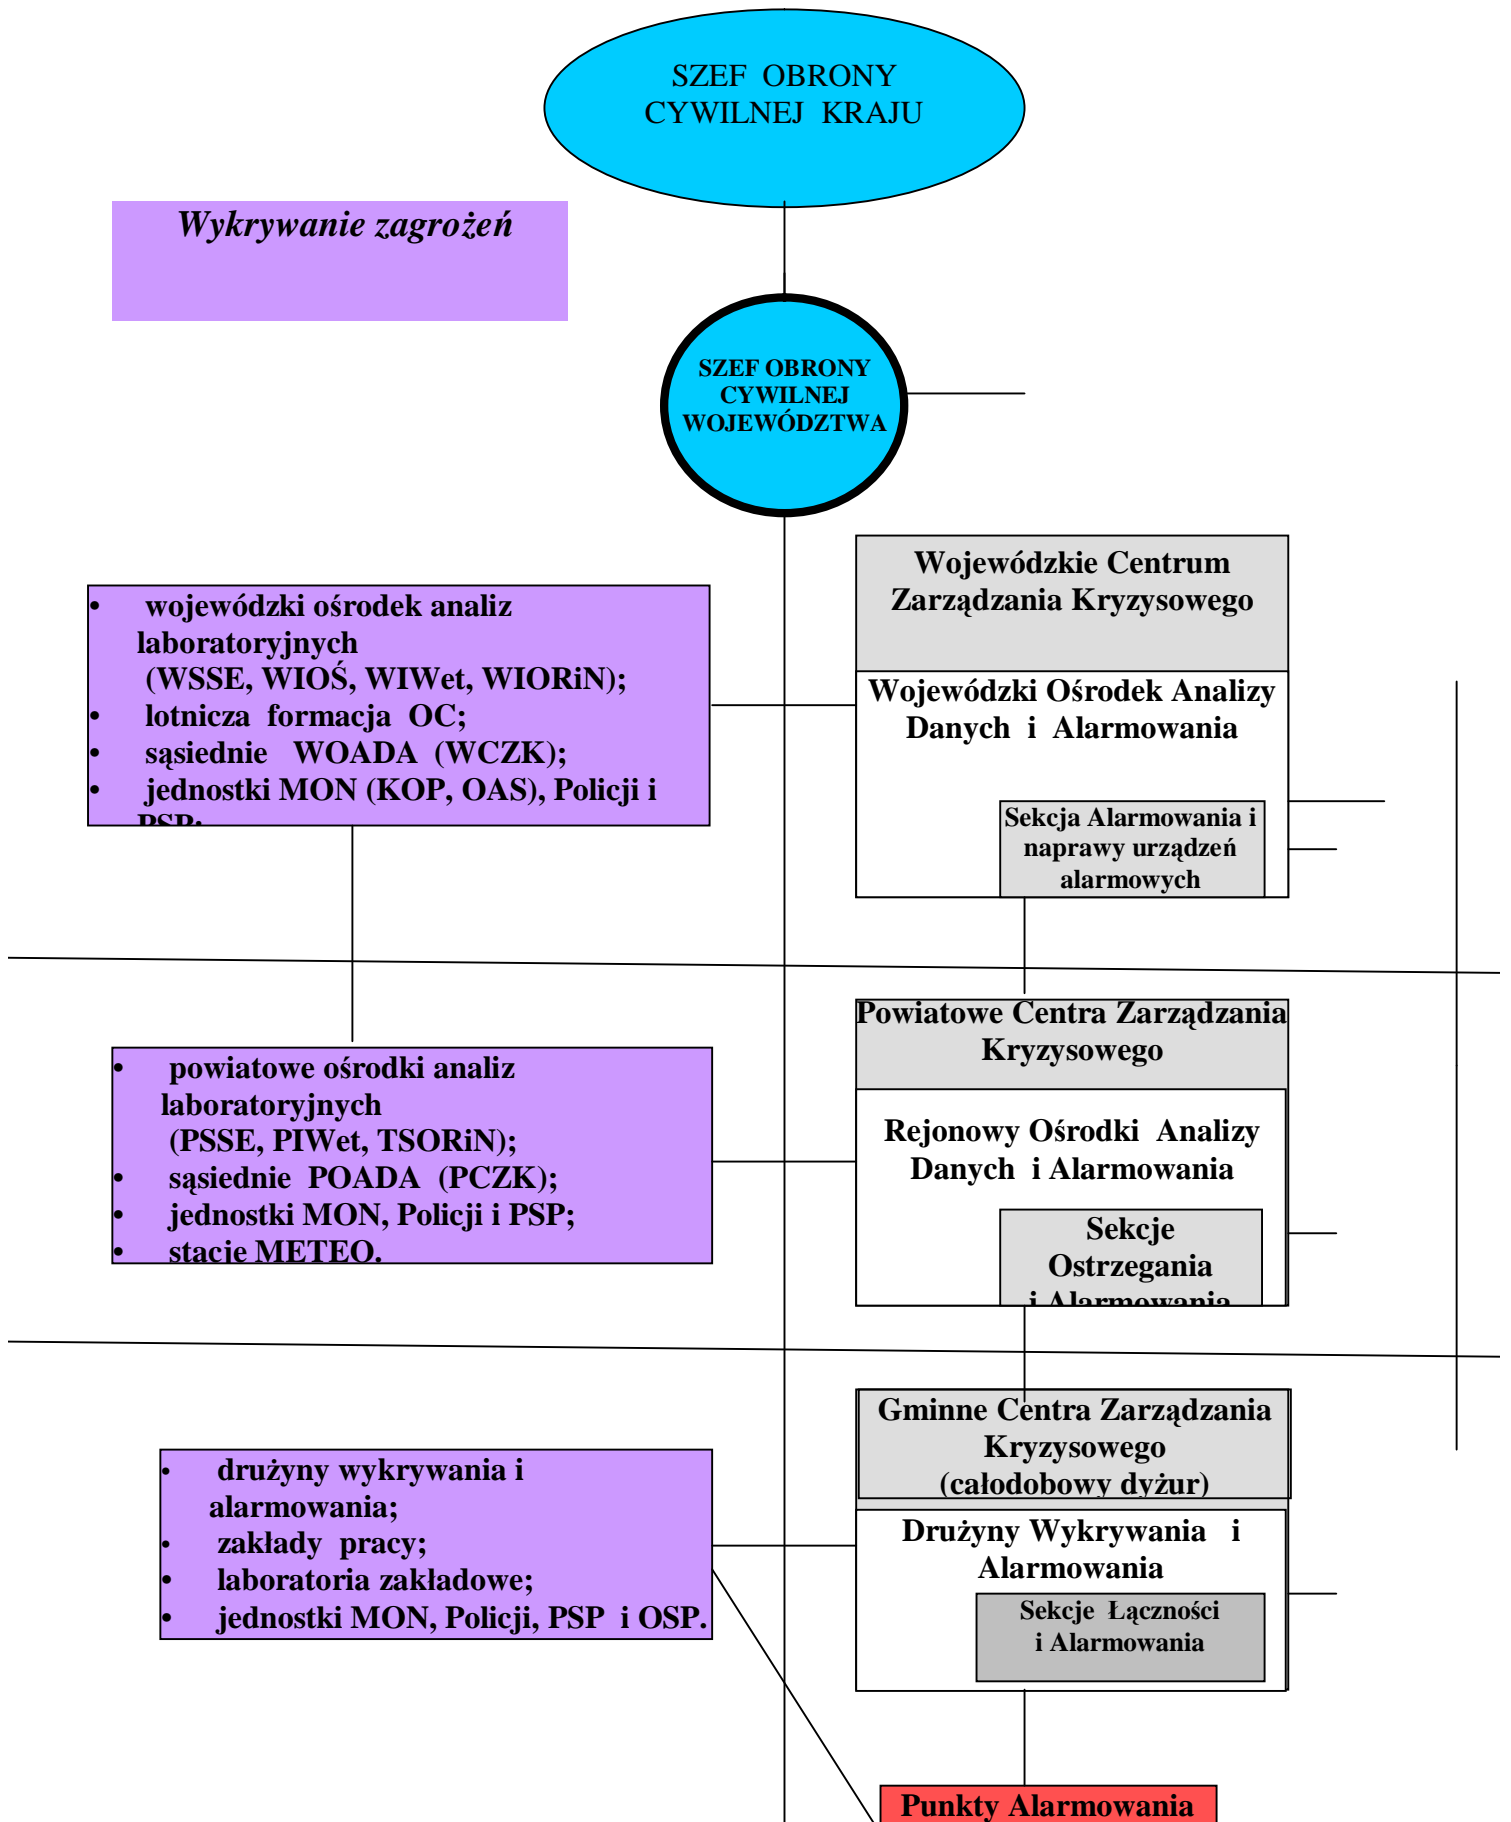 SZEF OBRONY
CYWILNEJ KRAJU
Wykrywanie zagrożeń
SZEF OBRONY
CYWILNEJ
WOJEWÓDZTWA
Wojewódzkie Centrum
Zarządzania Kryzysowego
• wojewódzki ośrodek analiz
laboratoryjnych
(WSSE, WIOŚ, WIWet, WIORiN);
• lotnicza formacja OC;
• sąsiednie WOADA (WCZK);
• jednostki MON (KOP, OAS), Policji i
PSP;
Wojewódzki Ośrodek Analizy
Danych i Alarmowania
Sekcja Alarmowania i
naprawy urządzeń
alarmowych
Powiatowe Centra Zarządzania
Kryzysowego
• powiatowe ośrodki analiz
laboratoryjnych
(PSSE, PIWet, TSORiN);
• sąsiednie POADA (PCZK);
• jednostki MON, Policji i PSP;
• stacje METEO.
Rejonowy Ośrodki Analizy
Danych i Alarmowania
Sekcje
Ostrzegania
i Alarmowania
Gminne Centra Zarządzania
Kryzysowego
(całodobowy dyżur)
• drużyny wykrywania i
alarmowania;
• zakłady pracy;
• laboratoria zakładowe;
• jednostki MON, Policji, PSP i OSP.
Drużyny Wykrywania i
Alarmowania
Sekcje Łączności
i Alarmowania
Punkty Alarmowania